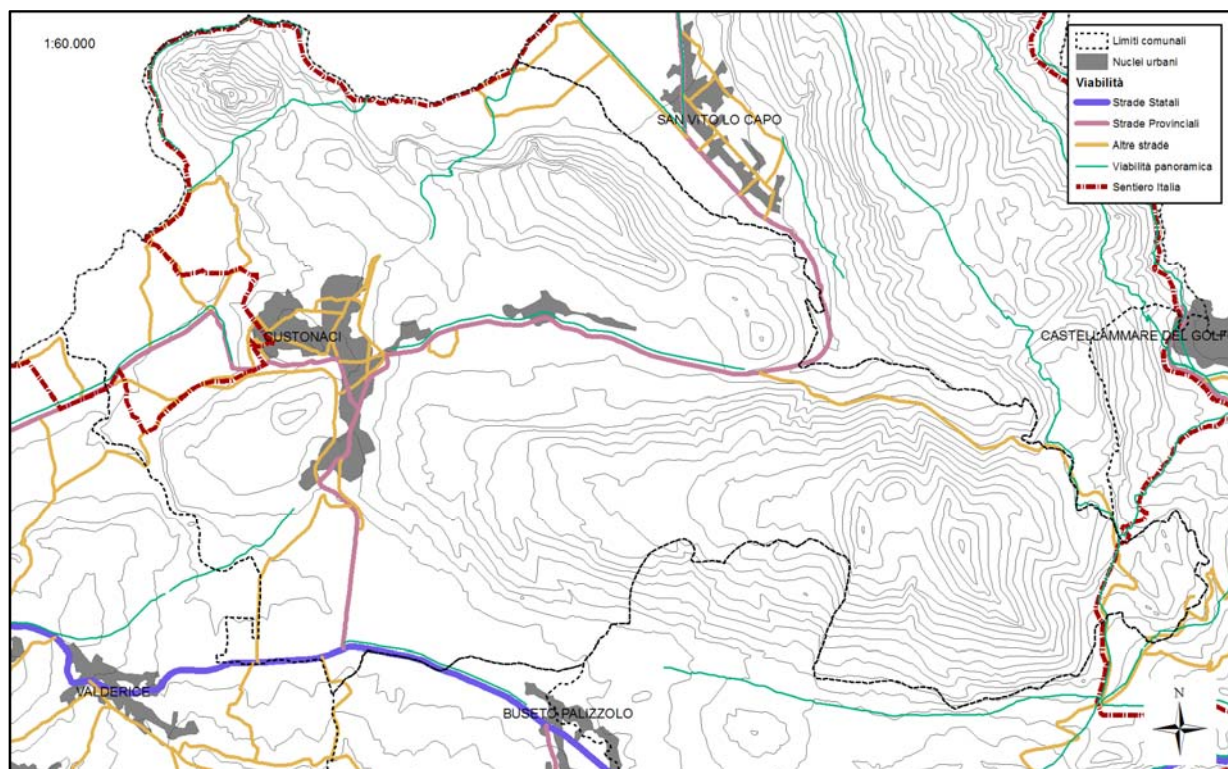 1:60.000
Limiti comunali
Nuclei urbani
Viabilità
Strade Statali
Strade Provinciali
Altre strade
Viabilità panoramica
Sentiero Italia
SAN VITO LO CAPO
CUSTONACI
CASTELLAMMARE DEL GOLF
VALDERICE
BUSETO PALIZZOLO
N